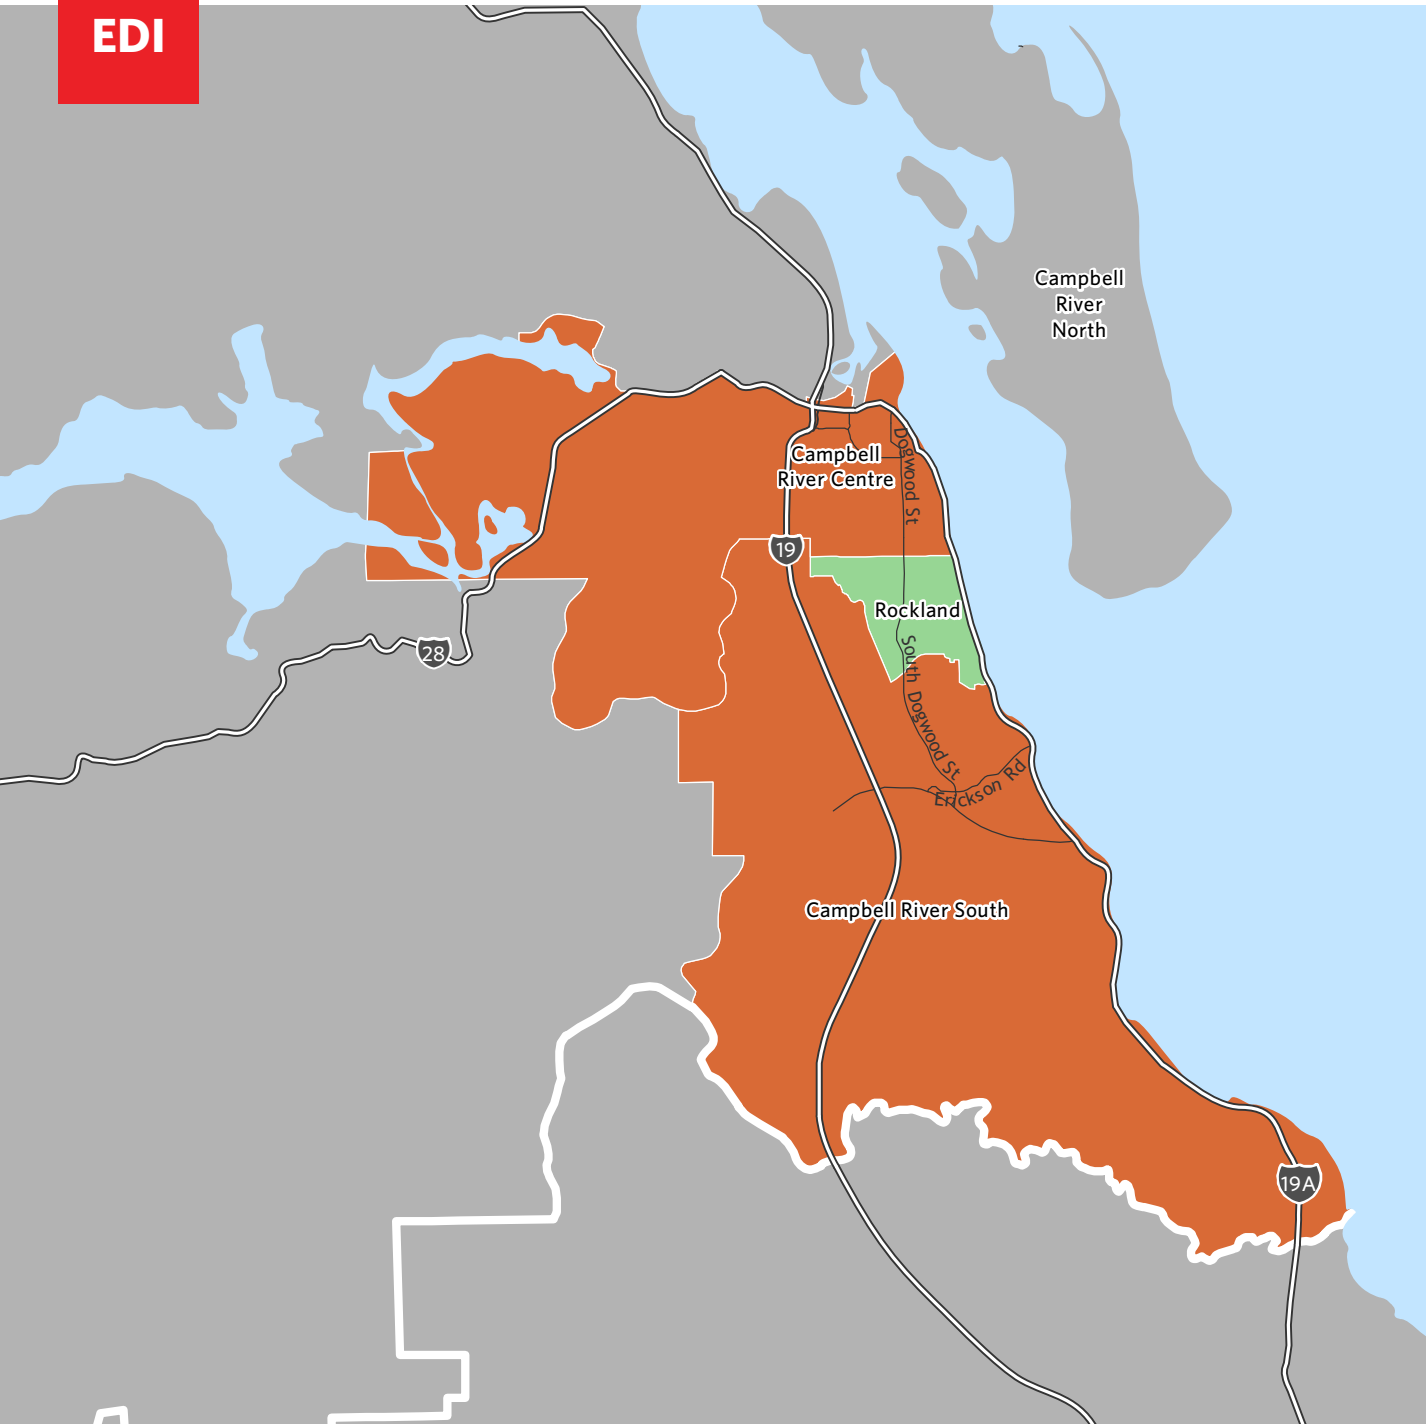 EDI
Campbell
River
North
Campbell
River Centre
Dogwood St
19
Rockland
28
South Dogwood St
Erickson Rd
Campbell River South
19A